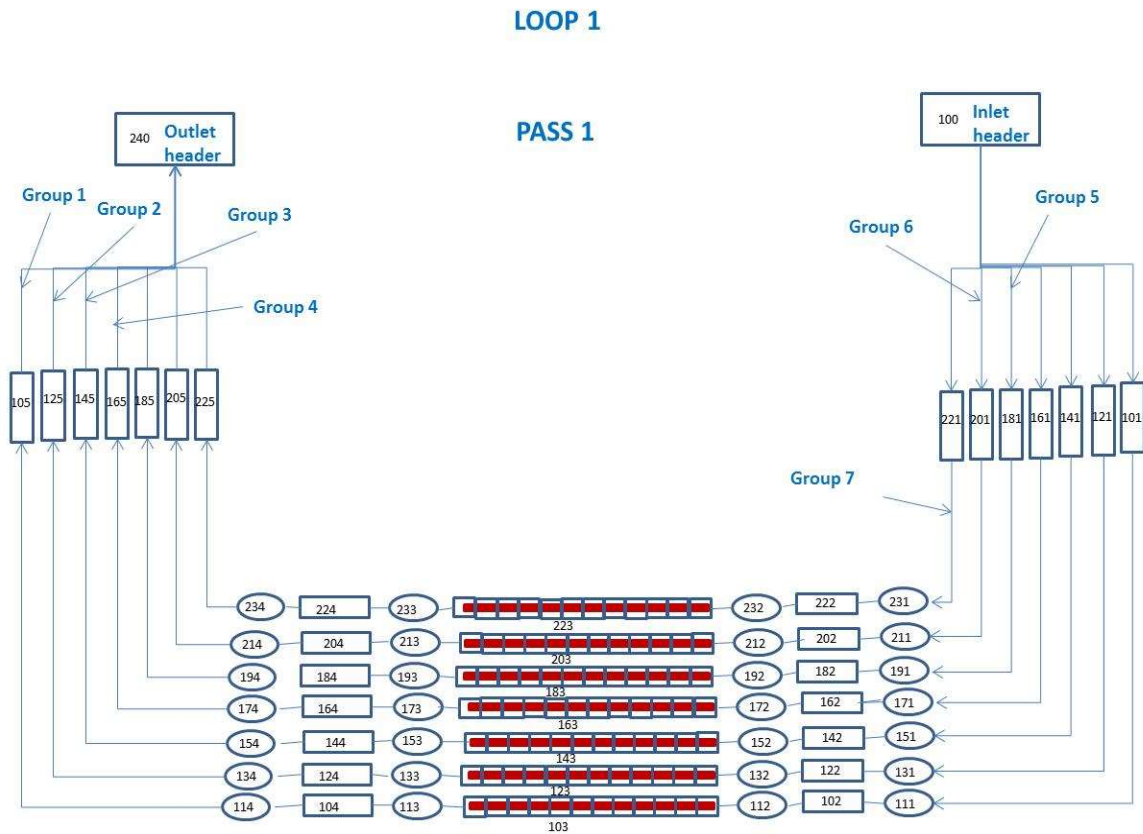 LOOP 1
PASS 1
240 Outlet
header
100 Inlet
header
Group 1
Group 2
Group 3
Group 4
Group 5
Group 6
Group 7
105 125 145 165 185 205 225
221 201 181 161 141 121 101
234 224 233 232 222 231
223
214 204 213 212 202 211
203
194 184 193 192 182 191
183
174 164 173 172 162 171
163
154 144 153 152 142 151
143
134 124 133 132 122 131
123
114 104 113 112 102 111
103